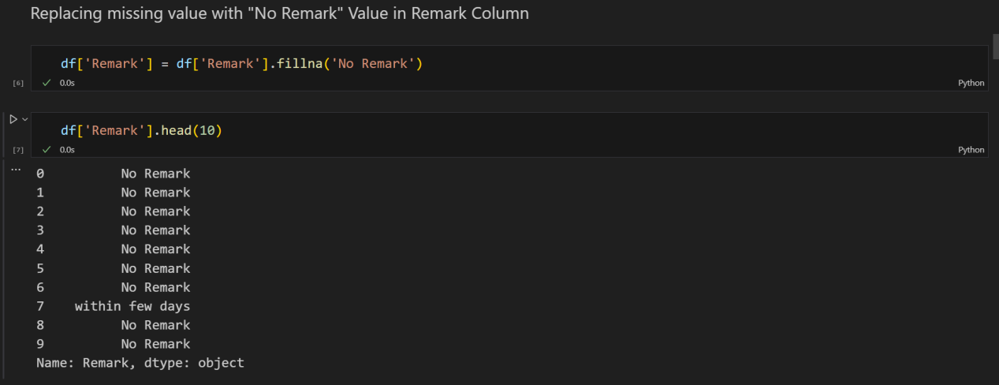 Replacing missing value with "No Remark" Value in Remark Column
df['Remark'] = df['Remark'].fillna('No Remark')
[6] ✓ 0.0s Python
df['Remark'].head(10)
[7] ✓ 0.0s Python
... 0 No Remark
1 No Remark
2 No Remark
3 No Remark
4 No Remark
5 No Remark
6 No Remark
7 within few days
8 No Remark
9 No Remark
Name: Remark, dtype: object